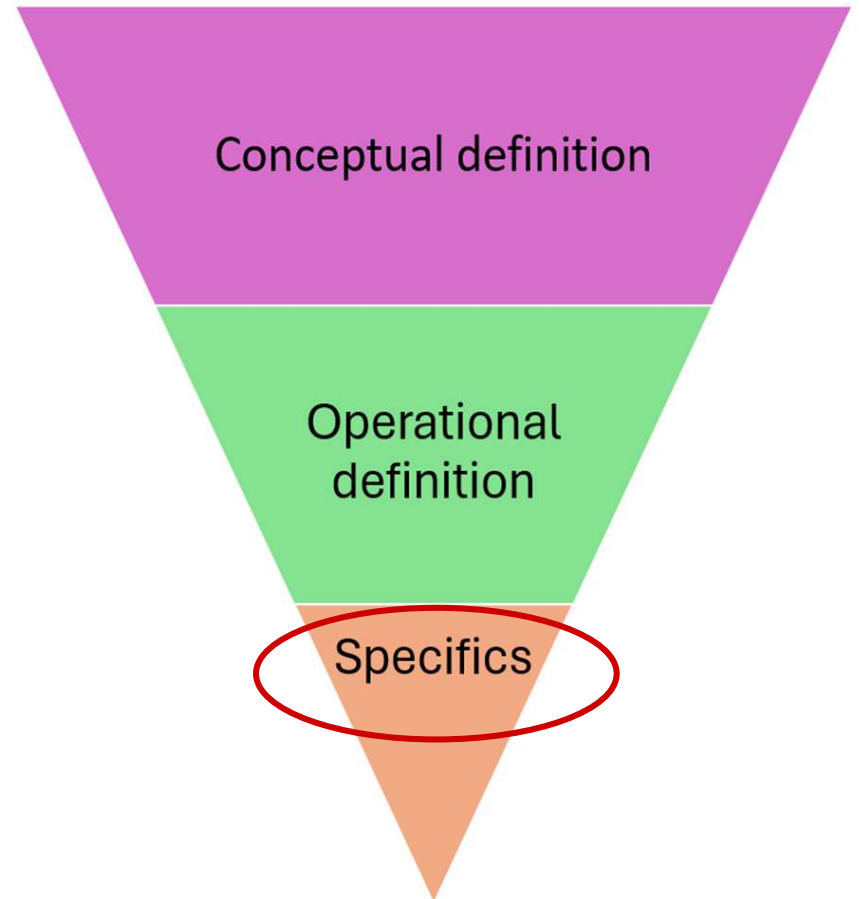 Conceptual definition
Operational
definition
Specifics